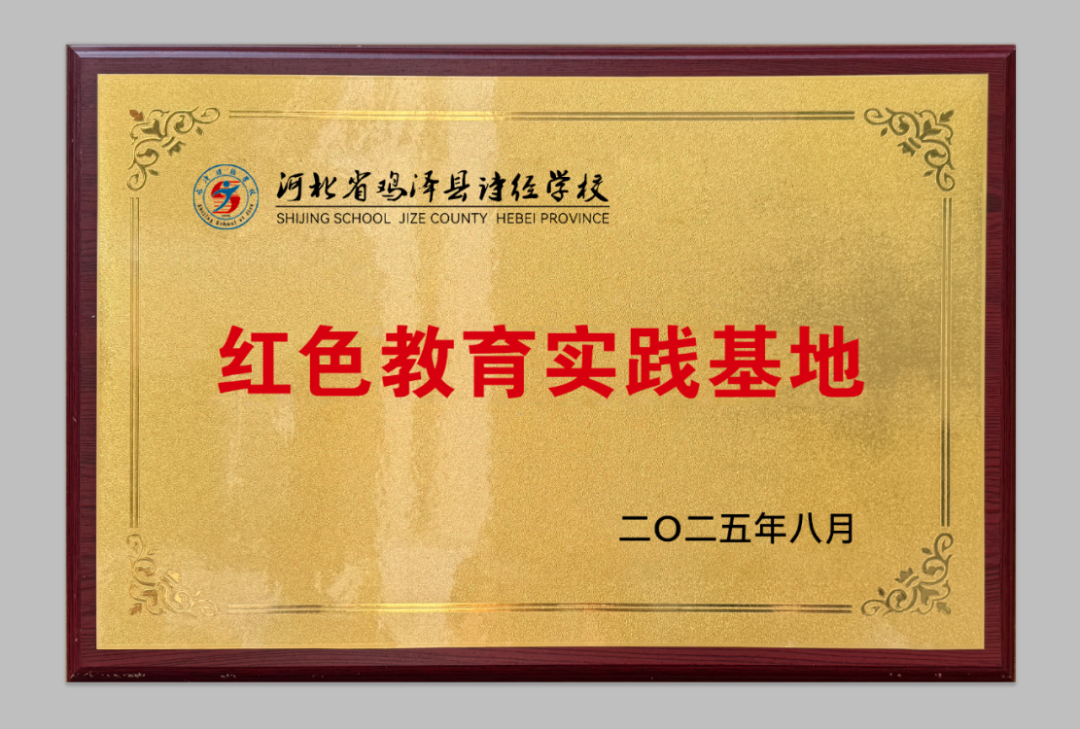 河北省鸡泽县诗经学校
SHIJING SCHOOL JIZE COUNTY HEBEI PROVINCE
红色教育实践基地
二〇二五年八月